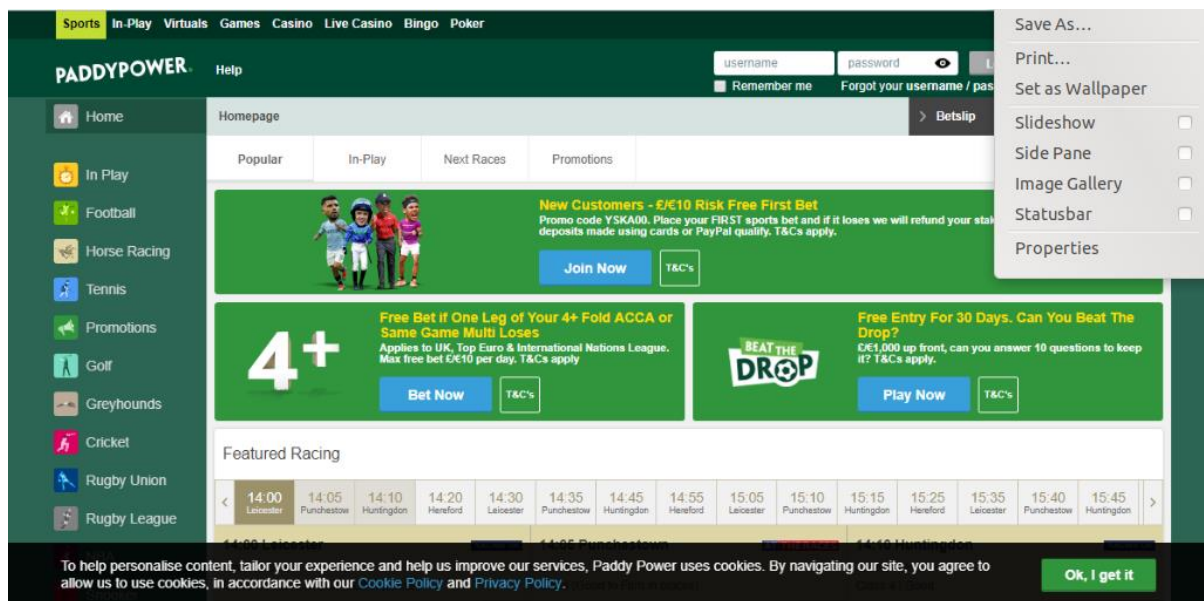 Sports In-Play Virtuals Games Casino Live Casino Bingo Poker
PADDYPOWER.
Help
username
password
Remember me
Forgot your username / pas
Save As...
Print...
Set as Wallpaper
Slideshow
Side Pane
Image Gallery
Statusbar
Properties
Home
In Play
Football
Horse Racing
Tennis
Promotions
Golf
Greyhounds
Cricket
Rugby Union
Rugby League
Homepage
> Betslip
Popular In-Play Next Races Promotions
New Customers - £/€10 Risk Free First Bet
Promo code YSKA00. Place your FIRST sports bet and if it loses we will refund your stak
deposits made using cards or PayPal qualify. T&Cs apply.
Join Now
T&C's
4+
Free Bet if One Leg of Your 4+ Fold ACCA or
Same Game Multi Loses
Applies to UK, Top Euro & International Nations League.
Max free bet £/€10 per day. T&Cs apply
Bet Now
T&C's
BEAT THE
DROP
Free Entry For 30 Days. Can You Beat The
Drop?
£/€1,000 up front, can you answer 10 questions to keep
it? T&Cs apply.
Play Now
T&C's
Featured Racing
14:00 14:05 14:10 14:20 14:30 14:35 14:45 14:55 15:05 15:10 15:15 15:25 15:35 15:40 15:45
Leicester Punchestown Huntingdon Hereford Leicester Punchestown Huntingdon Hereford Leicester Punchestown Huntingdon Hereford Leicester Punchestown Huntingdon
14:00 Leicester 14:05 Punchestown 14:10 Huntingdon
To help personalise content, tailor your experience and help us improve our services, Paddy Power uses cookies. By navigating our site, you agree to
allow us to use cookies, in accordance with our Cookie Policy and Privacy Policy.
Ok, I get it